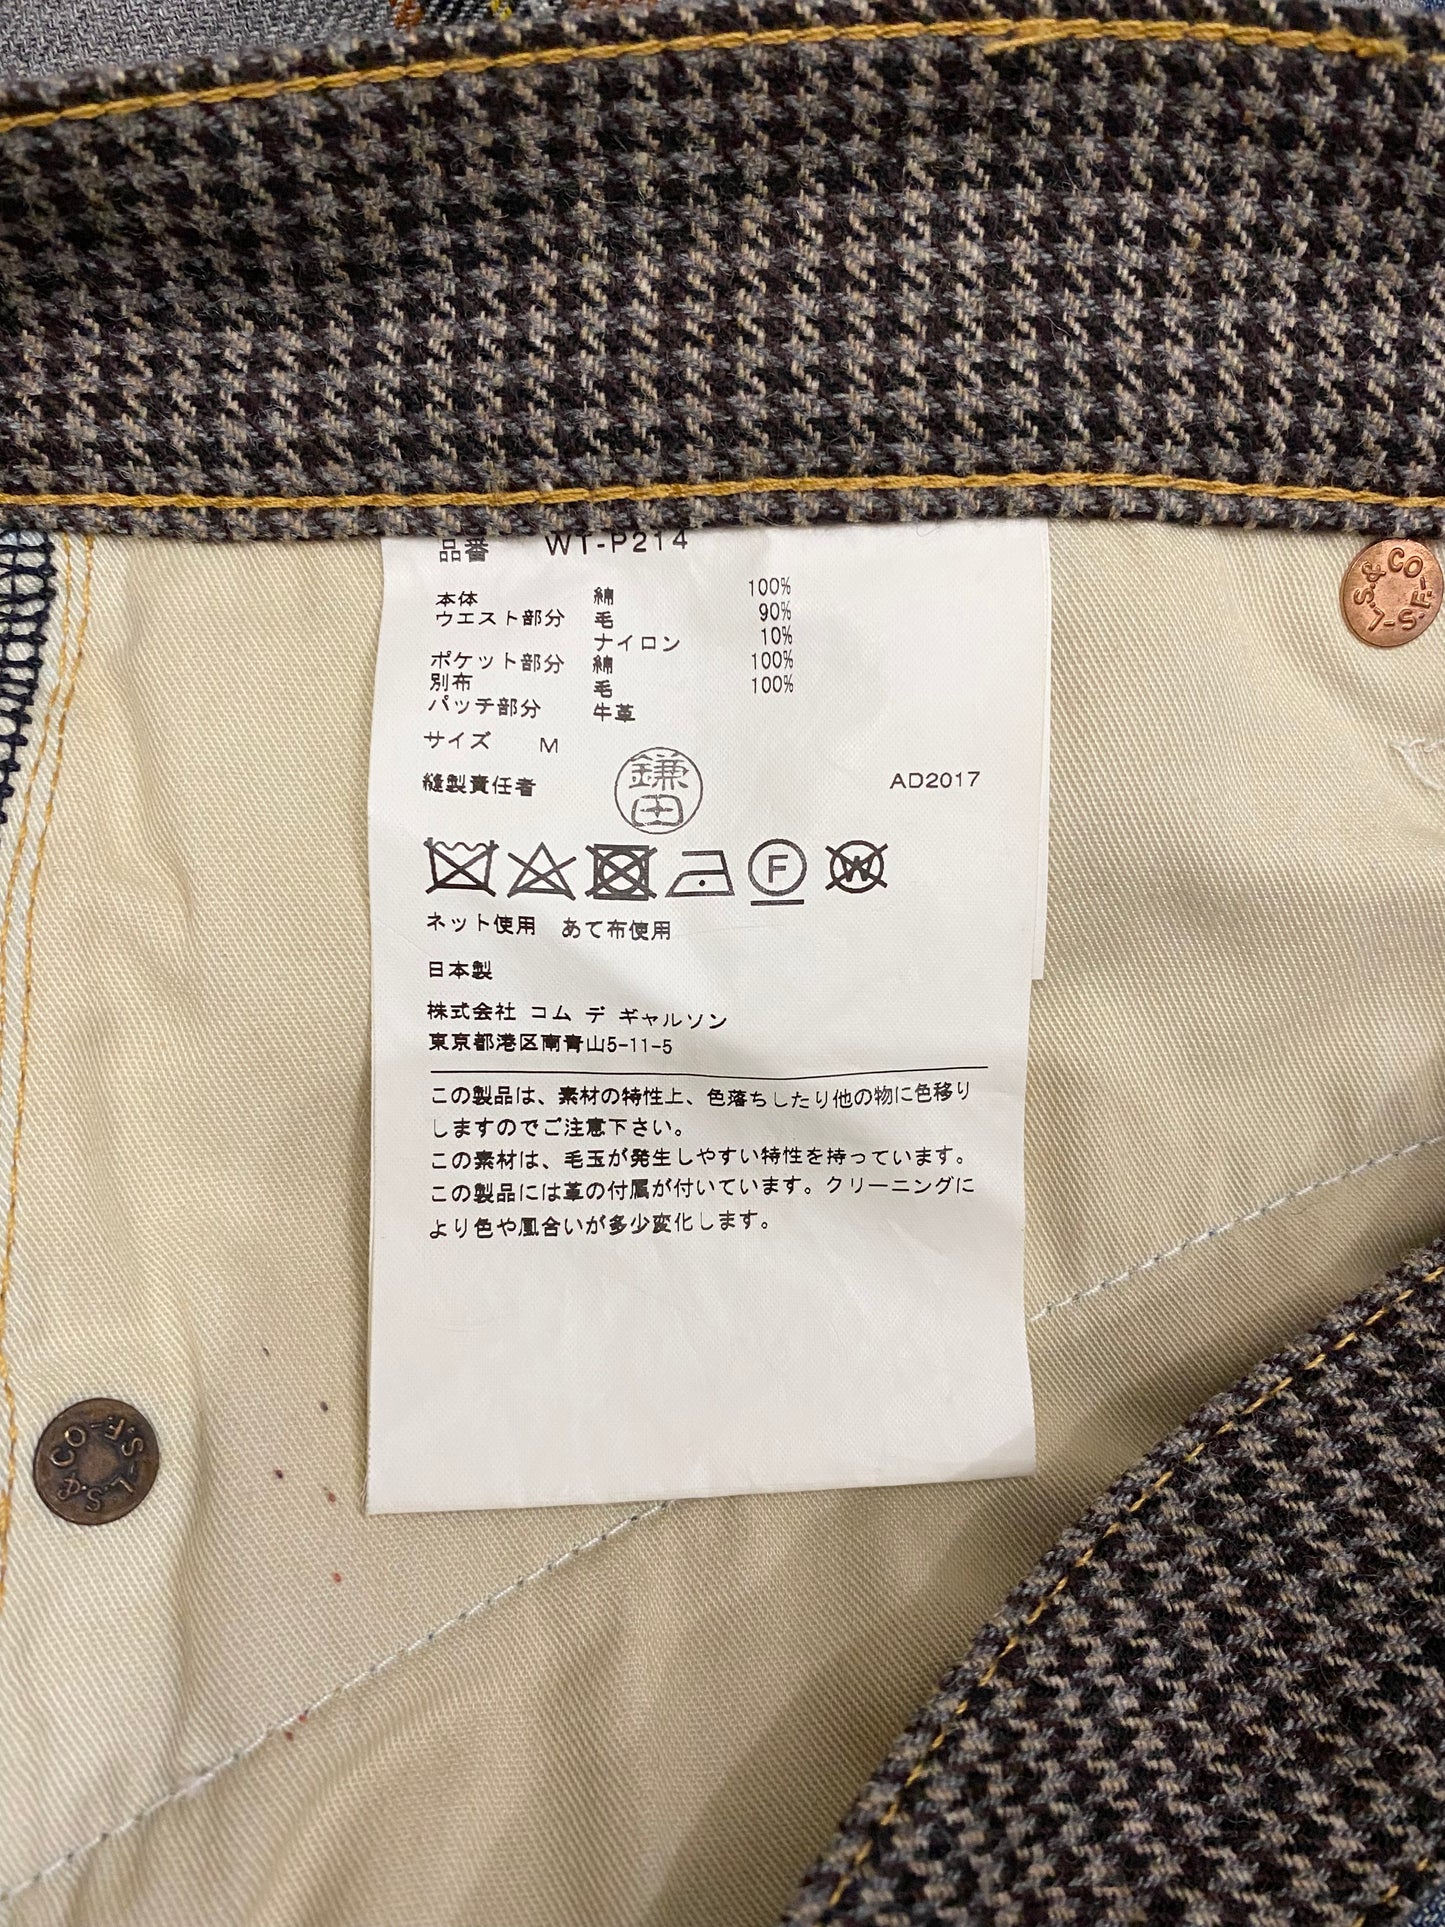 品番 WT-P214
本体 綿 100%
ウエスト部分 毛 90%
ナイロン 10%
ポケット部分 綿 100%
別布 毛 100%
パッチ部分 牛革
サイズ M
縫製責任者 鎌田 AD2017
F W
ネット使用 あて布使用
日本製
株式会社 コム デ ギャルソン
東京都港区南青山5-11-5
この製品は、素材の特性上、色落ちしたり他の物に色移り
しますのでご注意下さい。
この素材は、毛玉が発生しやすい特性を持っています。
この製品には革の付属が付いています。クリーニングに
より色や風合いが多少変化します。
L.S.&CO.-S.F.-
L.S.&CO.-S.F.-